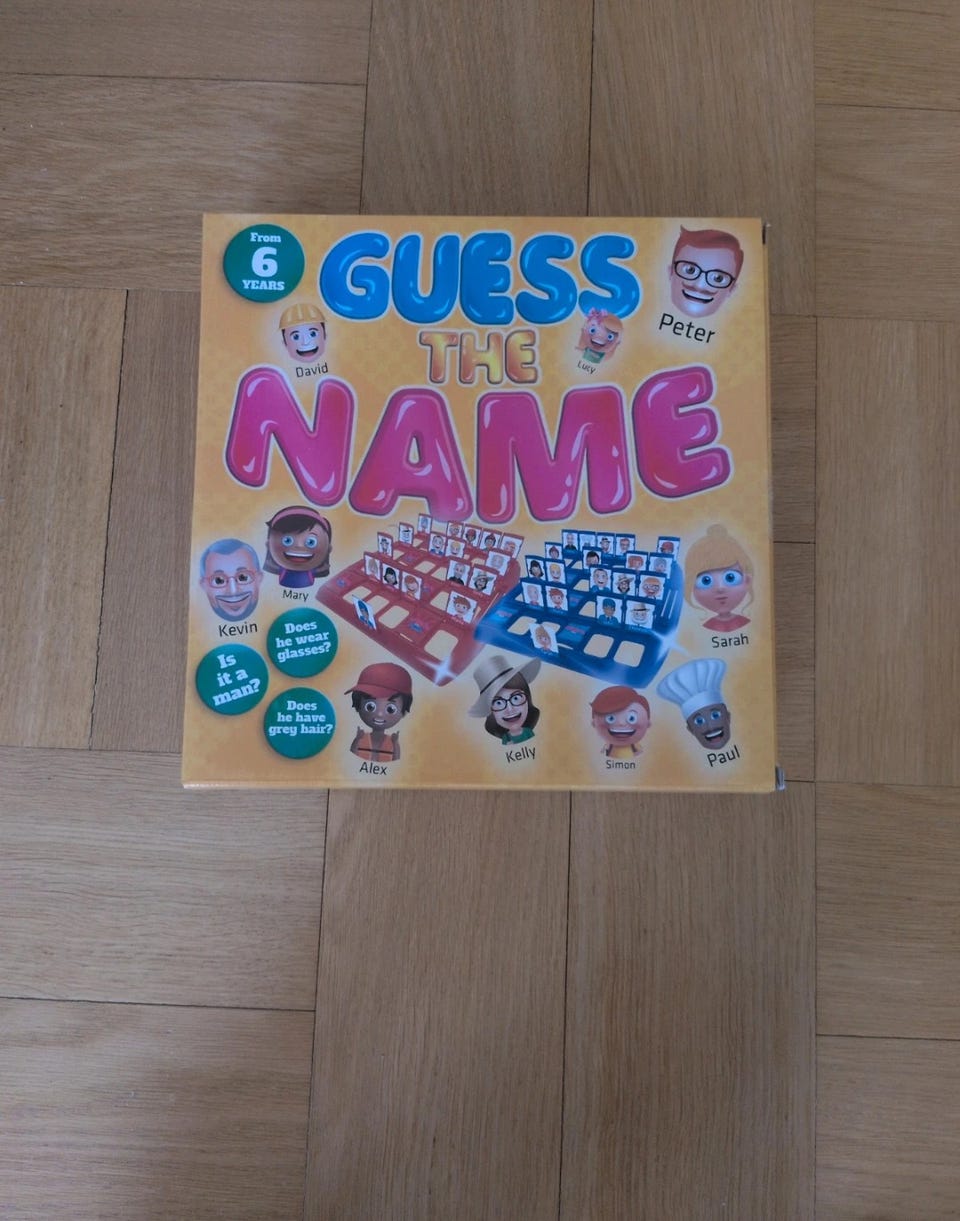 From
6
YEARS
GUESS
THE
NAME
Peter
David
Lucy
Mary
Kevin
Sarah
Does
he wear
glasses?
Is
it a
man?
Does
he have
grey hair?
Alex
Kelly
Simon
Paul